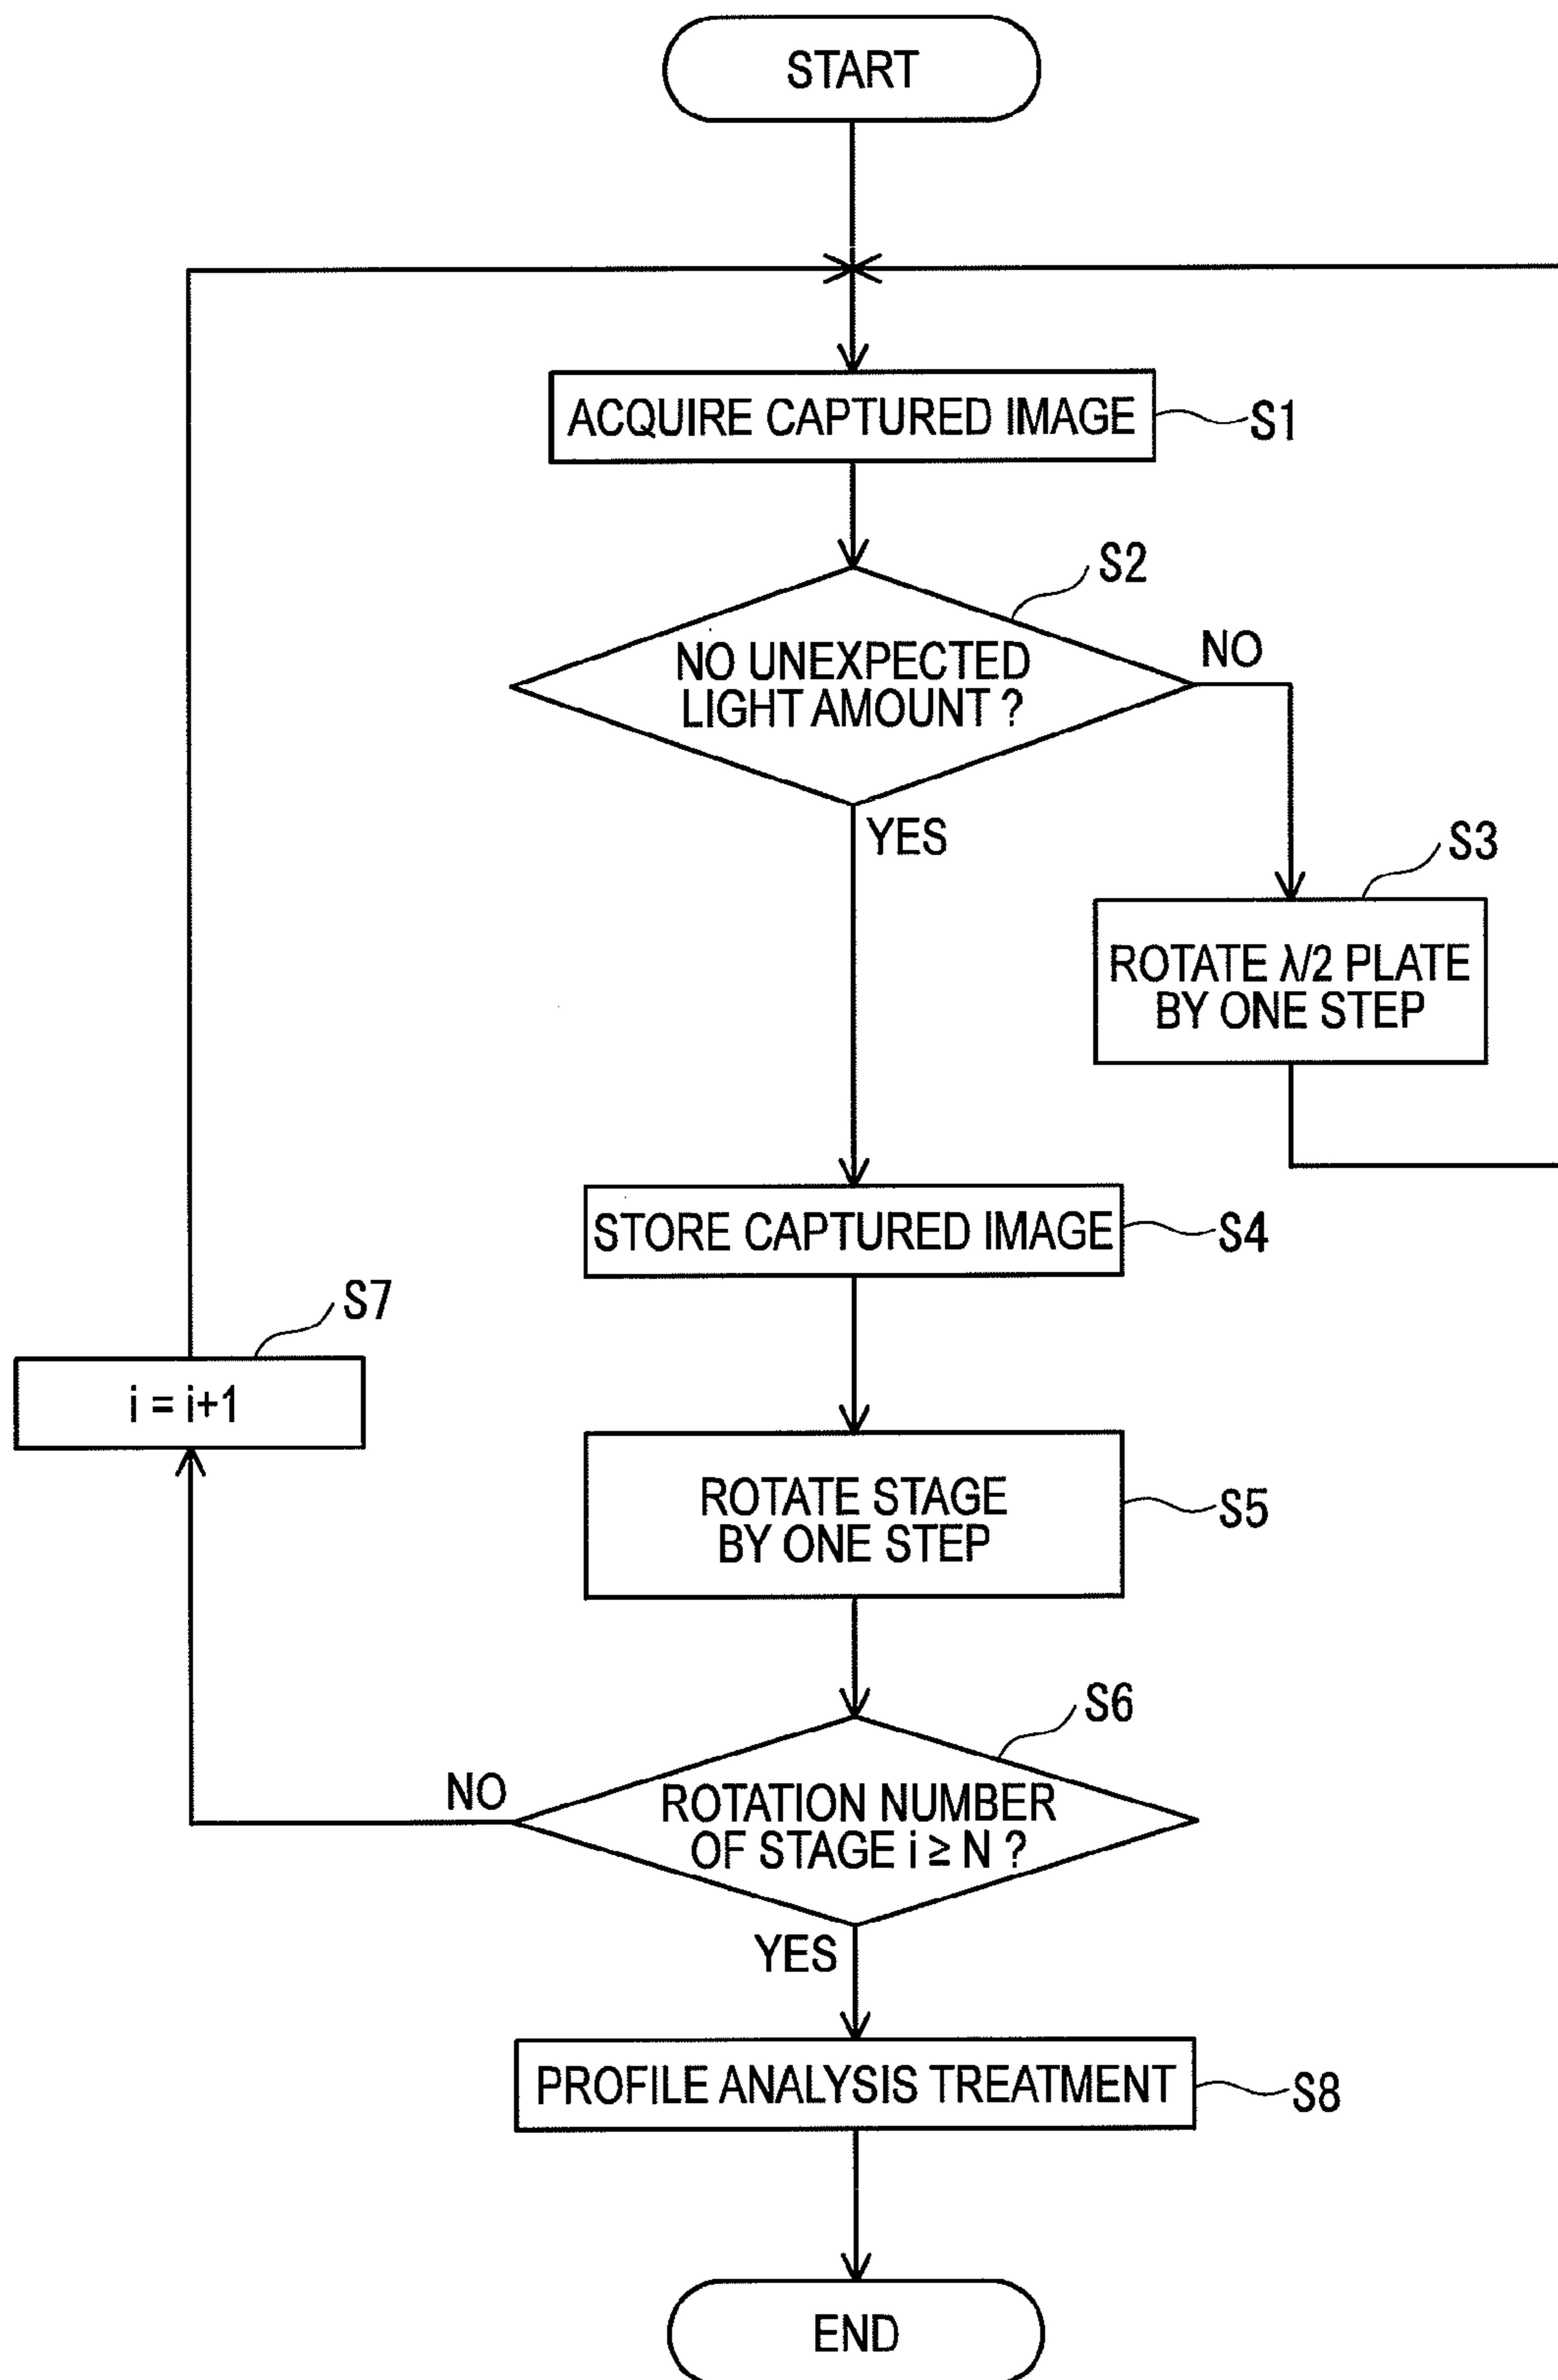 START
ACQUIRE CAPTURED IMAGE
S1
S2
NO UNEXPECTED
LIGHT AMOUNT ?
NO
YES
S3
ROTATE λ/2 PLATE
BY ONE STEP
STORE CAPTURED IMAGE
S4
S7
i = i+1
ROTATE STAGE
BY ONE STEP
S5
S6
NO
ROTATION NUMBER
OF STAGE i ≥ N ?
YES
PROFILE ANALYSIS TREATMENT
S8
END